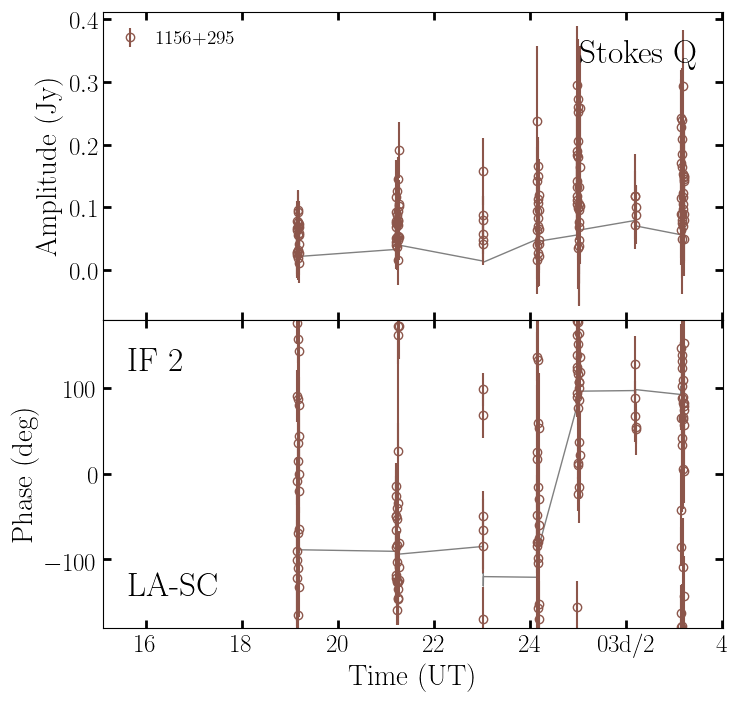 1156+295
Stokes Q
0.4
0.3
0.2
0.1
0.0
Amplitude (Jy)
IF 2
LA-SC
100
0
−100
Phase (deg)
16 18 20 22 24 03d/2 4
Time (UT)